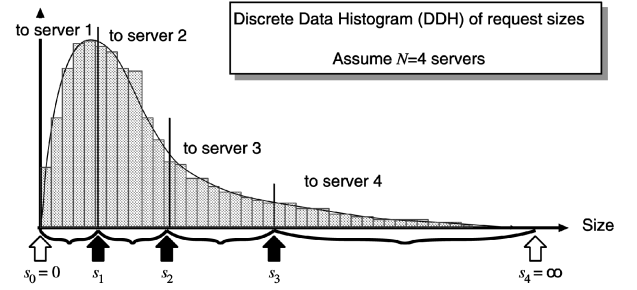 Discrete Data Histogram (DDH) of request sizes
Assume N=4 servers
to server 1
to server 2
to server 3
to server 4
Size
s0 = 0
s1
s2
s3
s4 = ∞